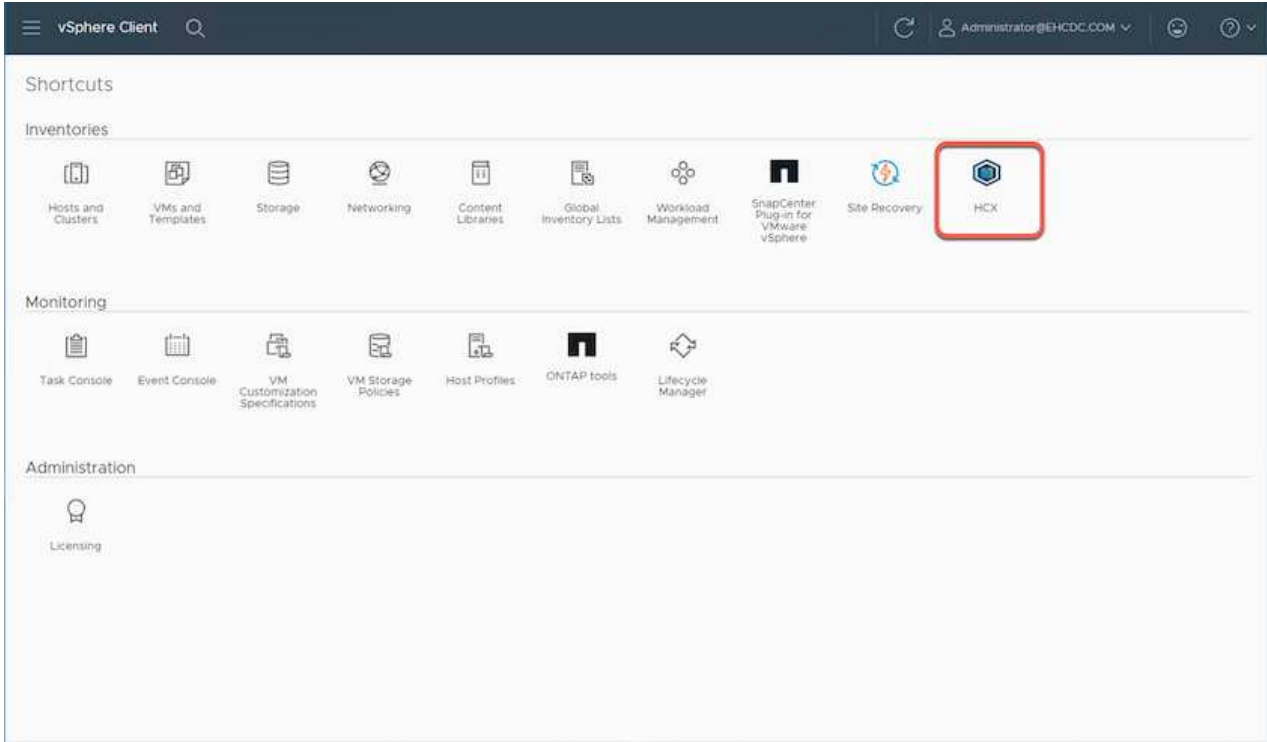 vSphere Client
Administrator@EHCDC.COM
Shortcuts
Inventories
Hosts and
Clusters
VMs and
Templates
Storage
Networking
Content
Libraries
Global
Inventory Lists
Workload
Management
SnapCenter
Plug-in for
VMware
vSphere
Site Recovery
HCX
Monitoring
Task Console
Event Console
VM
Customization
Specifications
VM Storage
Policies
Host Profiles
ONTAP tools
Lifecycle
Manager
Administration
Licensing